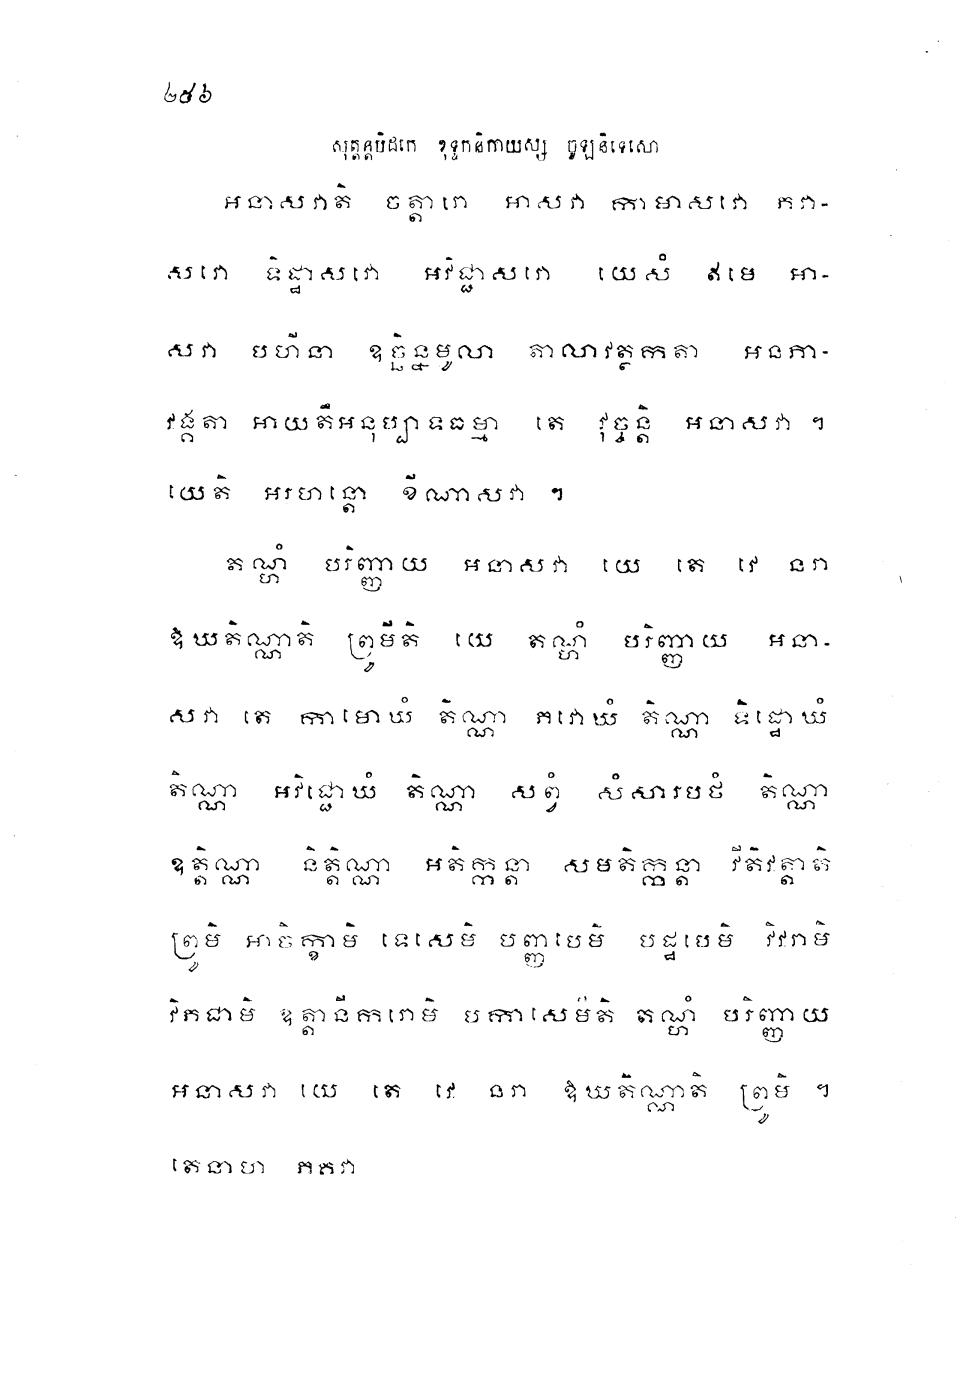 ២៥៦
សុត្តន្តបិដកេ ខុទ្ទកនិកាយស្ស ចូឡនិទេសោ
អនាសវាតិ ចត្តារោ អាសវា កាមាសវោ ភវា-
សវោ ទិដ្ឋាសវោ អវិជ្ជាសវោ យេសំ ឥមេ អា-
សវា បហីនា ឧច្ឆិន្នមូលា តាលាវត្ថុកតា អនភា-
វង្គតា អាយតឹអនុប្បាទធម្មា តេ វុច្ចន្តិ អនាសវា ។
យេតិ អរហន្តោ ខីណាសវា ។
តណ្ហំ បរិញ្ញាយ អនាសវា យេ តេ វេ នរា
ឱឃតិណ្ណាតិ ព្រូមីតិ យេ តណ្ហំ បរិញ្ញាយ អនា-
សវា តេ កាមោឃំ តិណ្ណា ភវោឃំ តិណ្ណា ទិដ្ឋោឃំ
តិណ្ណា អវិជ្ជោឃំ តិណ្ណា សព្វំ សំសារបថំ តិណ្ណា
ឧត្តិណ្ណា និត្តិណ្ណា អតិក្កន្តា សមតិក្កន្តា វីតិវត្តាតិ
ព្រូមិ អាចិក្ខាមិ ទេសេមិ បញ្ញបេមិ បដ្ឋបេមិ វិវរាមិ
វិភជាមិ ឧត្តានីករោមិ បកាសេម៉ីតិ តណ្ហំ បរិញ្ញាយ
អនាសវា យេ តេ វេ នរា ឱឃតិណ្ណាតិ ព្រូមិ ។
តេនាហ ភគវា